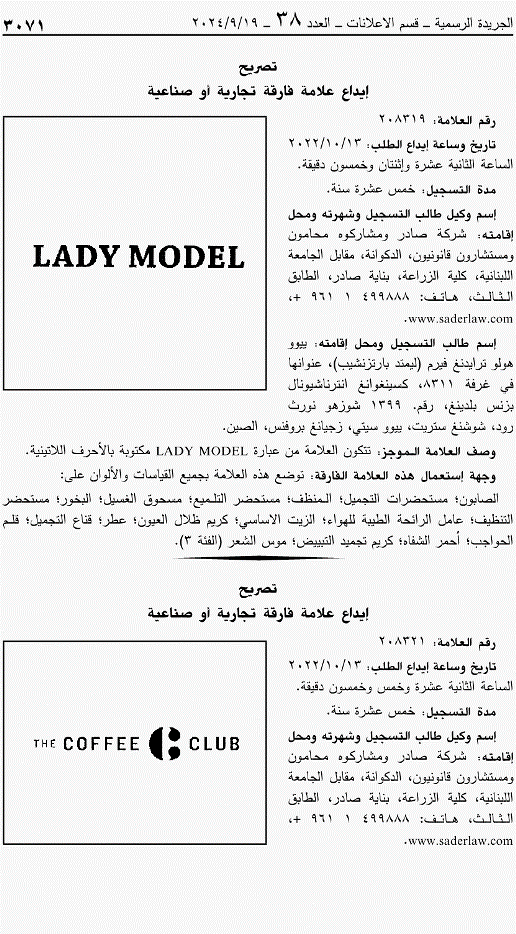 الجريدة الرسمية ــ قسم الاعلانات ــ العدد ٣٨ ــ ٢٠٢٤/٩/١٩ ٣٠٧١
تصريح
إيداع علامة فارقة تجارية أو صناعية
رقم العلامة: ٢٠٨٣١٩
تاريخ وساعة إيداع الطلب: ٢٠٢٢/١٠/١٣
الساعة الثانية عشرة وإثنتان وخمسون دقيقة.
مدة التسجيل: خمس عشرة سنة.
إسم وكيل طالب التسجيل وشهرته ومحل
إقامته: شركة صادر ومشاركوه محامون
ومستشارون قانونيون، الدكوانة، مقابل الجامعة
اللبنانية، كلية الزراعة، بناية صادر، الطابق
الثالث، هاتف: ٤٩٩٨٨٨ ١ ٩٦١ +،
www.saderlaw.com.
LADY MODEL
إسم طالب التسجيل ومحل إقامته: ييوو
هولو ترايدنغ فيرم (ليمتد بارتزنشيب)، عنوانها
في غرفة ٨٣١١، كسينغوانغ انترناشيونال
بزنس بلدينغ، رقم. ١٣٩٩ شوزهو نورث
رود، شوشنغ ستريت، ييوو سيتي، زجيانغ بروفنس، الصين.
وصف العلامة الموجز: تتكون العلامة من عبارة LADY MODEL مكتوبة بالأحرف اللاتينية.
وجهة إستعمال هذه العلامة الفارقة: توضع هذه العلامة بجميع القياسات والألوان على:
الصابون؛ مستحضرات التجميل؛ المنظف؛ مستحضر التلميع؛ مسحوق الغسيل؛ البخور؛ مستحضر
التنظيف؛ عامل الرائحة الطيبة للهواء؛ الزيت الاساسي؛ كريم ظلال العيون؛ عطر؛ قناع التجميل؛ قلم
الحواجب؛ أحمر الشفاه؛ كريم تجميد التبييض؛ موس الشعر (الفئة ٣).
تصريح
إيداع علامة فارقة تجارية أو صناعية
رقم العلامة: ٢٠٨٣٢١
تاريخ وساعة إيداع الطلب: ٢٠٢٢/١٠/١٣
الساعة الثانية عشرة وخمس وخمسون دقيقة.
مدة التسجيل: خمس عشرة سنة.
إسم وكيل طالب التسجيل وشهرته ومحل
إقامته: شركة صادر ومشاركوه محامون
ومستشارون قانونيون، الدكوانة، مقابل الجامعة
اللبنانية، كلية الزراعة، بناية صادر، الطابق
الثالث، هاتف: ٤٩٩٨٨٨ ١ ٩٦١ +،
www.saderlaw.com.
THE COFFEE C CLUB